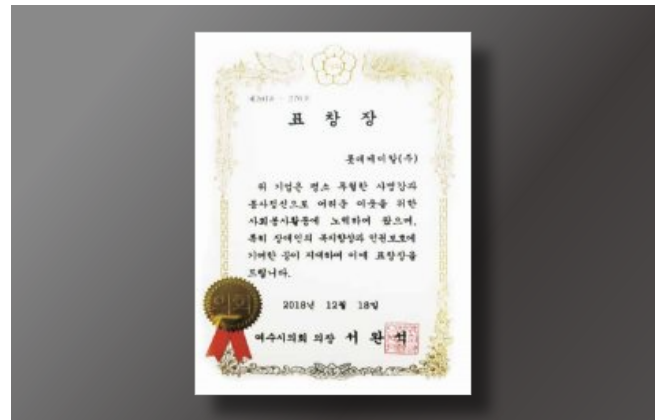 표 창 장
롯데케미칼(주)
위 기업은 평소 투철한 사명감과
봉사정신으로 어려운 이웃을 위한
사회봉사활동에 노력하여 왔으며,
특히 장애인의 복지향상과 인권보호에
기여한 공이 지대하여 이에 표창장을
드립니다.
2018년 12월 18일
여수시의회 의장 서 완 석
의회